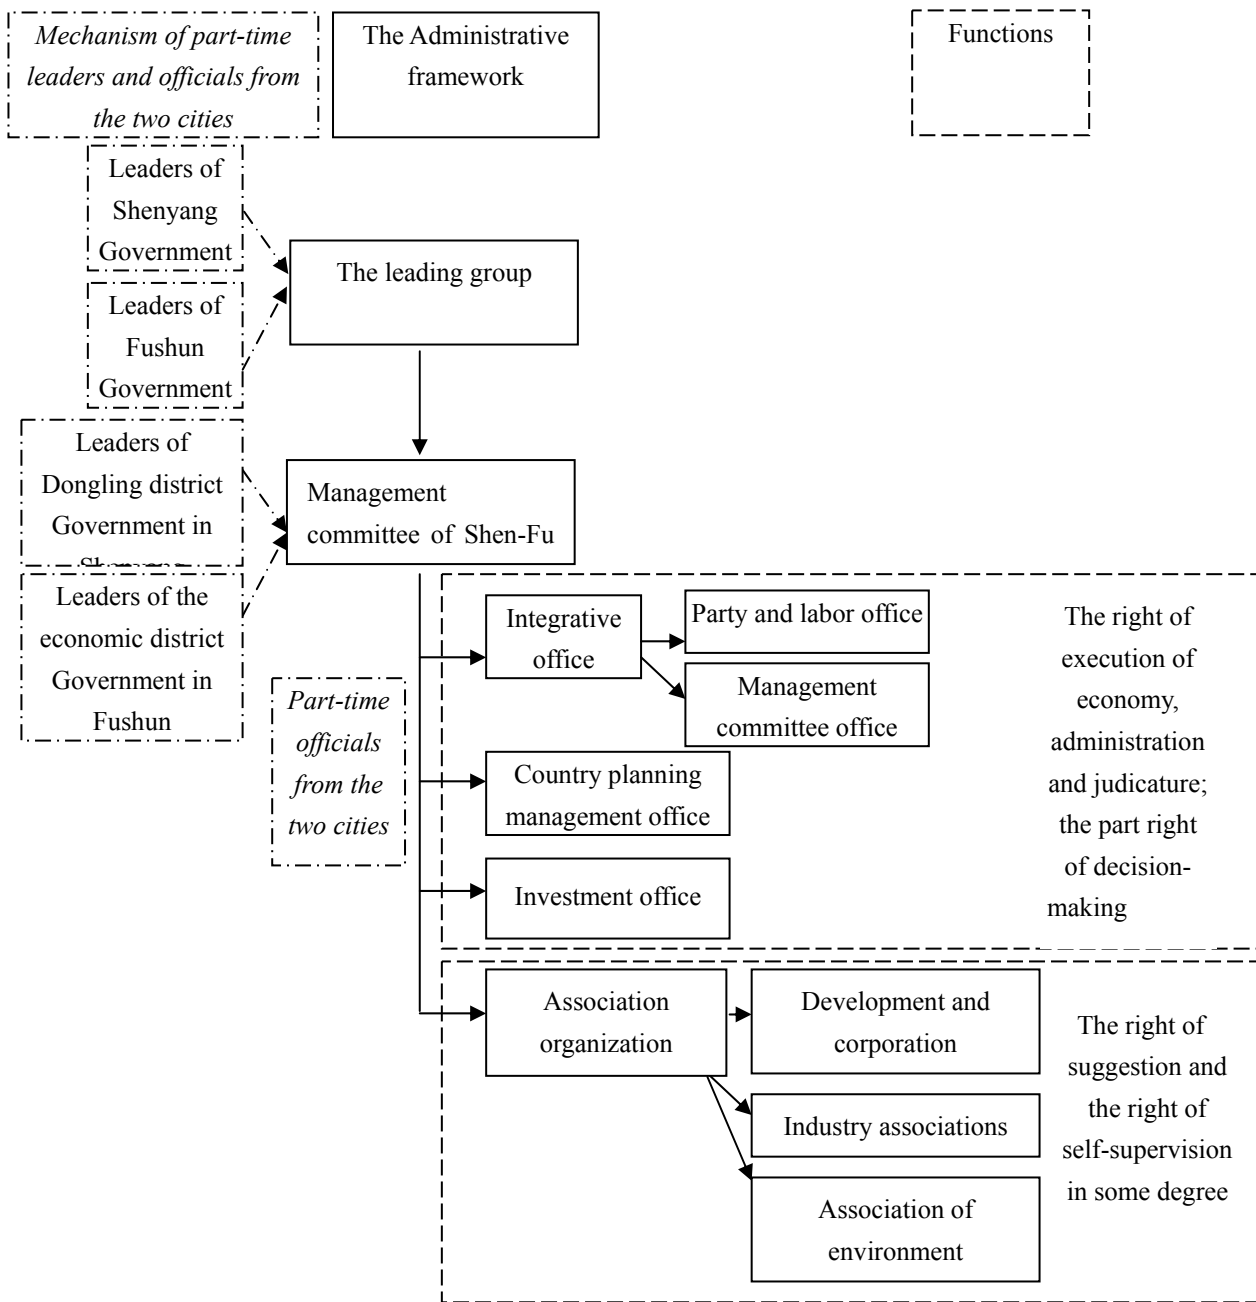 Mechanism of part-time
leaders and officials from
the two cities
The Administrative
framework
Functions
Leaders of
Shenyang
Government
The leading group
Leaders of
Fushun
Government
Leaders of
Dongling district
Government in
Management
committee of Shen-Fu
Leaders of the
economic district
Government in
Fushun
Part-time
officials
from the
two cities
Integrative
office
Party and labor office
Management
committee office
Country planning
management office
Investment office
The right of
execution of
economy,
administration
and judicature;
the part right
of decision-
making
Association
organization
Development and
corporation
Industry associations
Association of
environment
The right of
suggestion and
the right of
self-supervision
in some degree